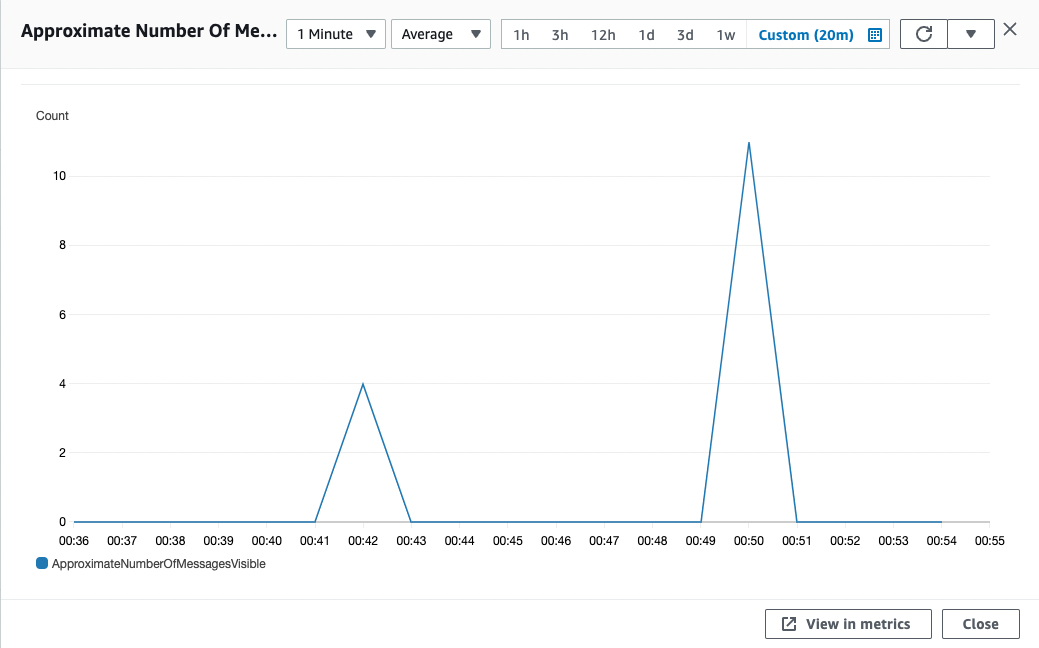 Approximate Number Of Me... 1 Minute Average 1h 3h 12h 1d 3d 1w Custom (20m)
Count
10
8
6
4
2
0
00:36 00:37 00:38 00:39 00:40 00:41 00:42 00:43 00:44 00:45 00:46 00:47 00:48 00:49 00:50 00:51 00:52 00:53 00:54 00:55
ApproximateNumberOfMessagesVisible
View in metrics Close